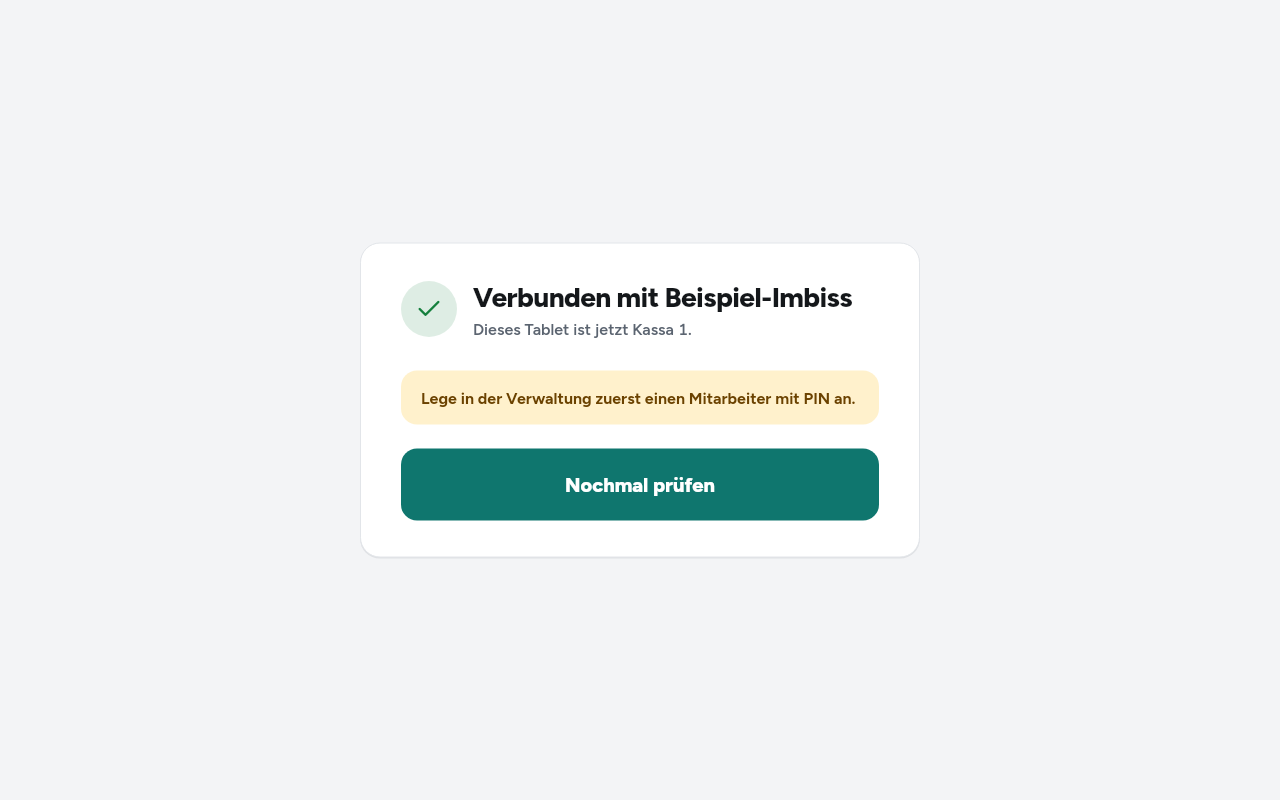 Verbunden mit Beispiel-Imbiss
Dieses Tablet ist jetzt Kassa 1.
Lege in der Verwaltung zuerst einen Mitarbeiter mit PIN an.
Nochmal prüfen